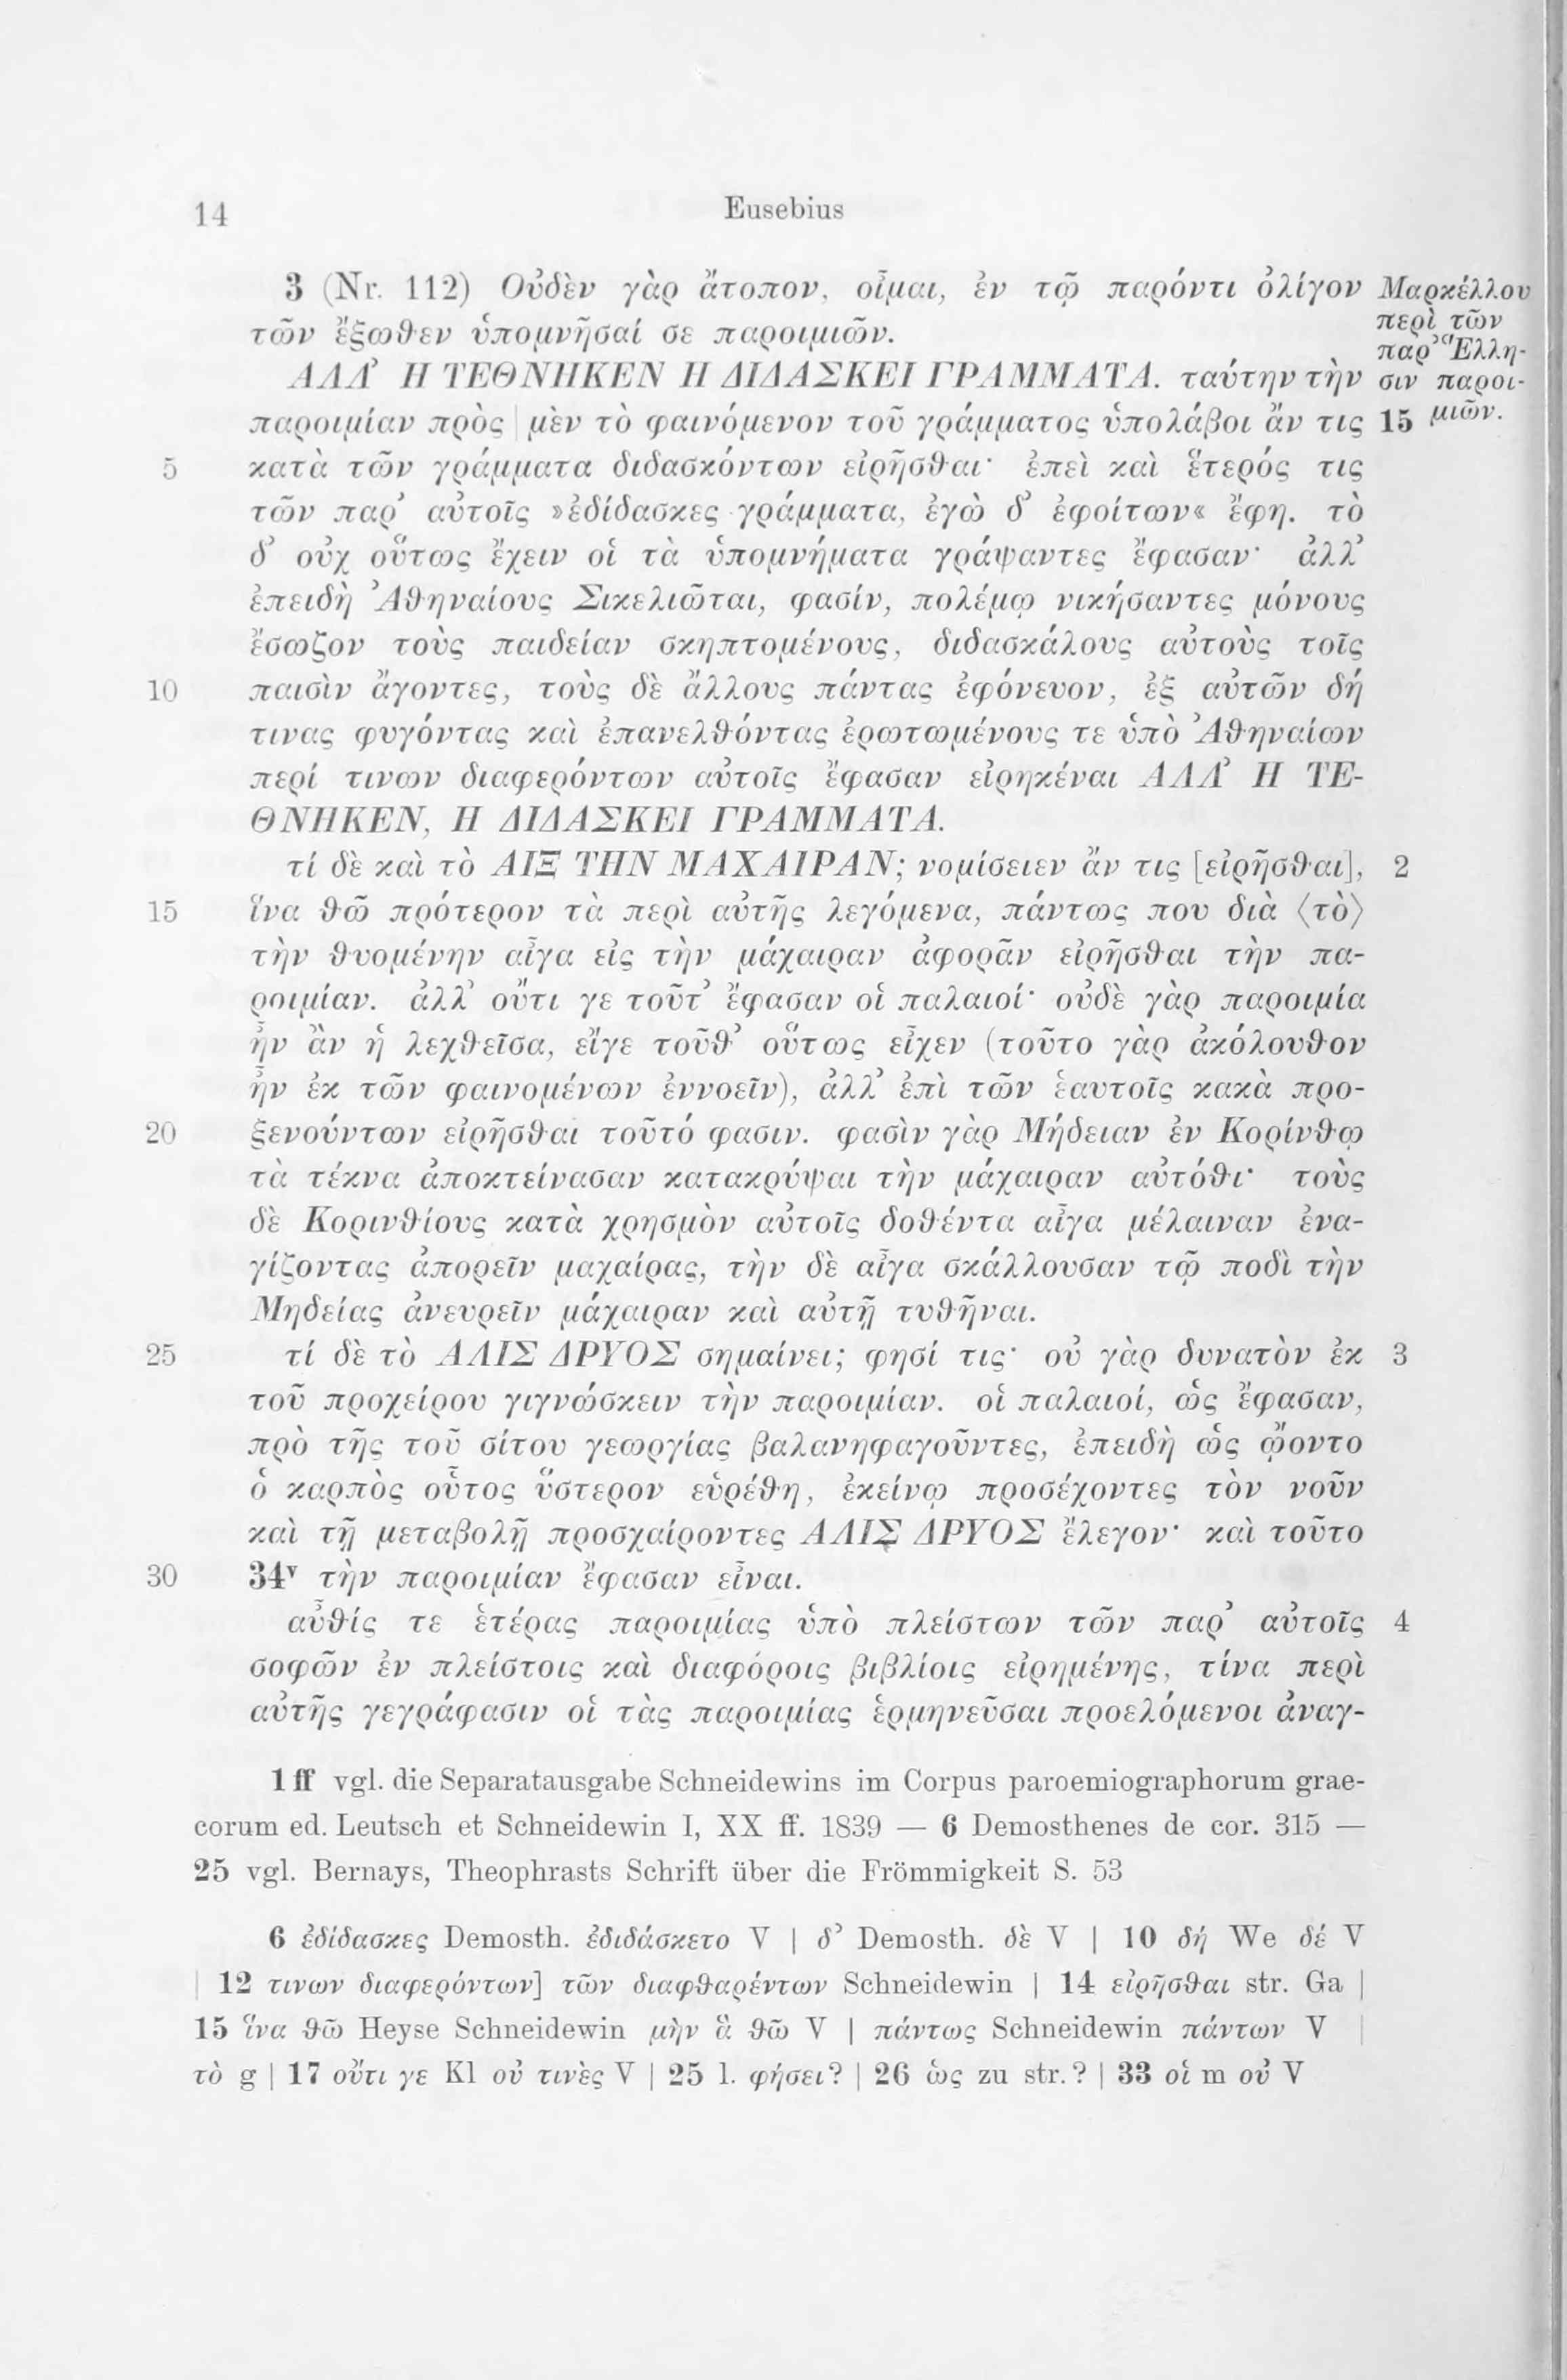 14 Eusebius
3 (Nr. 112) Οὐδὲν γὰρ ἄτοπον, οἶμαι, ἐν τῷ παρόντι ὀλίγον Μαρκέλλου
περὶ τῶν
τῶν ἔξωθεν ὑπομνῆσαί σε παροιμιῶν.
παρ’ Ἕλλη-
ΑΛΛ’ Η ΤΕΘΝΗΚΕΝ Η ΔΙΔΑΣΚΕΙ ΓΡΑΜΜΑΤΑ. ταύτην τὴν σιν παροι-
παροιμίαν πρὸς | μὲν τὸ φαινόμενον τοῦ γράμματος ὑπολάβοι ἄν τις 15 μιῶν.
5 κατὰ τῶν γράμματα διδασκόντων εἰρῆσθαι· ἐπεὶ καὶ ἕτερός τις
τῶν παρ’ αὐτοῖς »ἐδίδασκες γράμματα, ἐγὼ δ’ ἐφοίτων« ἔφη. τὸ
δ’ οὐχ οὕτως ἔχειν οἱ τὰ ὑπομνήματα γράψαντες ἔφασαν· ἀλλ’
ἐπειδὴ Ἀθηναίους Σικελιῶται, φασίν, πολέμῳ νικήσαντες μόνους
ἔσωζον τοὺς παιδείαν σκηπτομένους, διδασκάλους αὐτοὺς τοῖς
10 παισὶν ἄγοντες, τοὺς δὲ ἄλλους πάντας ἐφόνευον, ἐξ αὐτῶν δή
τινας φυγόντας καὶ ἐπανελθόντας ἐρωτωμένους τε ὑπὸ Ἀθηναίων
περί τινων διαφερόντων αὐτοῖς ἔφασαν εἰρηκέναι ΑΛΛ’ Η ΤΕ-
ΘΝΗΚΕΝ, Η ΔΙΔΑΣΚΕΙ ΓΡΑΜΜΑΤΑ.
τί δὲ καὶ τὸ ΑΙΞ ΤΗΝ ΜΑΧΑΙΡΑΝ; νομίσειεν ἄν τις [εἰρῆσθαι], 2
15 ἵνα θῶ πρότερον τὰ περὶ αὐτῆς λεγόμενα, πάντως που διὰ ⟨τὸ⟩
τὴν θυομένην αἶγα εἰς τὴν μάχαιραν ἀφορᾶν εἰρῆσθαι τὴν πα-
ροιμίαν. ἀλλ’ οὔτι γε τοῦτ’ ἔφασαν οἱ παλαιοί· οὐδὲ γὰρ παροιμία
ἦν ἂν ἡ λεχθεῖσα, εἴγε τοῦθ’ οὕτως εἶχεν (τοῦτο γὰρ ἀκόλουθον
ἦν ἐκ τῶν φαινομένων ἐννοεῖν), ἀλλ’ ἐπὶ τῶν ἑαυτοῖς κακὰ προ-
20 ξενούντων εἰρῆσθαι τοῦτό φασιν. φασὶν γὰρ Μήδειαν ἐν Κορίνθῳ
τὰ τέκνα ἀποκτείνασαν κατακρύψαι τὴν μάχαιραν αὐτόθι· τοὺς
δὲ Κορινθίους κατὰ χρησμὸν αὐτοῖς δοθέντα αἶγα μέλαιναν ἐνα-
γίζοντας ἀπορεῖν μαχαίρας, τὴν δὲ αἶγα σκάλλουσαν τῷ ποδὶ τὴν
Μηδείας ἀνευρεῖν μάχαιραν καὶ αὐτῇ τυθῆναι.
25 τί δὲ τὸ ΑΛΙΣ ΔΡΥΟΣ σημαίνει; φησί τις· οὐ γὰρ δυνατὸν ἐκ 3
τοῦ προχείρου γιγνώσκειν τὴν παροιμίαν. οἱ παλαιοί, ὡς ἔφασαν,
πρὸ τῆς τοῦ σίτου γεωργίας βαλανηφαγοῦντες, ἐπειδὴ ὡς ᾤοντο
ὁ καρπὸς οὗτος ὕστερον εὑρέθη, ἐκείνῳ προσέχοντες τὸν νοῦν
καὶ τῇ μεταβολῇ προσχαίροντες ΑΛΙΣ ΔΡΥΟΣ ἔλεγον· καὶ τοῦτο
30 34ᵛ τὴν παροιμίαν ἔφασαν εἶναι.
αὖθίς τε ἑτέρας παροιμίας ὑπὸ πλείστων τῶν παρ’ αὐτοῖς 4
σοφῶν ἐν πλείστοις καὶ διαφόροις βιβλίοις εἰρημένης, τίνα περὶ
αὐτῆς γεγράφασιν οἱ τὰς παροιμίας ἑρμηνεῦσαι προελόμενοι ἀναγ-
1 ff vgl. die Separatausgabe Schneidewins im Corpus paroemiographorum grae-
corum ed. Leutsch et Schneidewin I, XX ff. 1839 — 6 Demosthenes de cor. 315 —
25 vgl. Bernays, Theophrasts Schrift über die Frömmigkeit S. 53
6 ἐδίδασκες Demosth. ἐδιδάσκετο V | δ’ Demosth. δὲ V | 10 δή We δέ V
| 12 τινων διαφερόντων] τῶν διαφθαρέντων Schneidewin | 14 εἰρῆσθαι str. Ga |
15 ἵνα θῶ Heyse Schneidewin μὴν ἃ θῶ V | πάντως Schneidewin πάντων V |
τὸ g | 17 οὔτι γε Kl οὐ τινὲς V | 25 l. φήσει? | 26 ὡς zu str.? | 33 οἱ m οὐ V